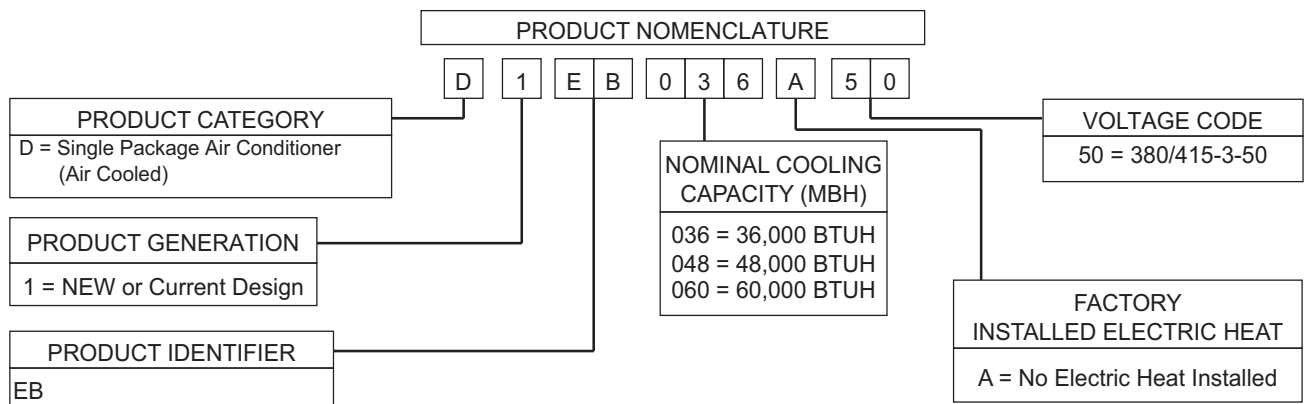 PRODUCT NOMENCLATURE
D 1 E B 0 3 6 A 5 0
PRODUCT CATEGORY
D = Single Package Air Conditioner
(Air Cooled)
PRODUCT GENERATION
1 = NEW or Current Design
PRODUCT IDENTIFIER
EB
NOMINAL COOLING
CAPACITY (MBH)
036 = 36,000 BTUH
048 = 48,000 BTUH
060 = 60,000 BTUH
VOLTAGE CODE
50 = 380/415-3-50
FACTORY
INSTALLED ELECTRIC HEAT
A = No Electric Heat Installed